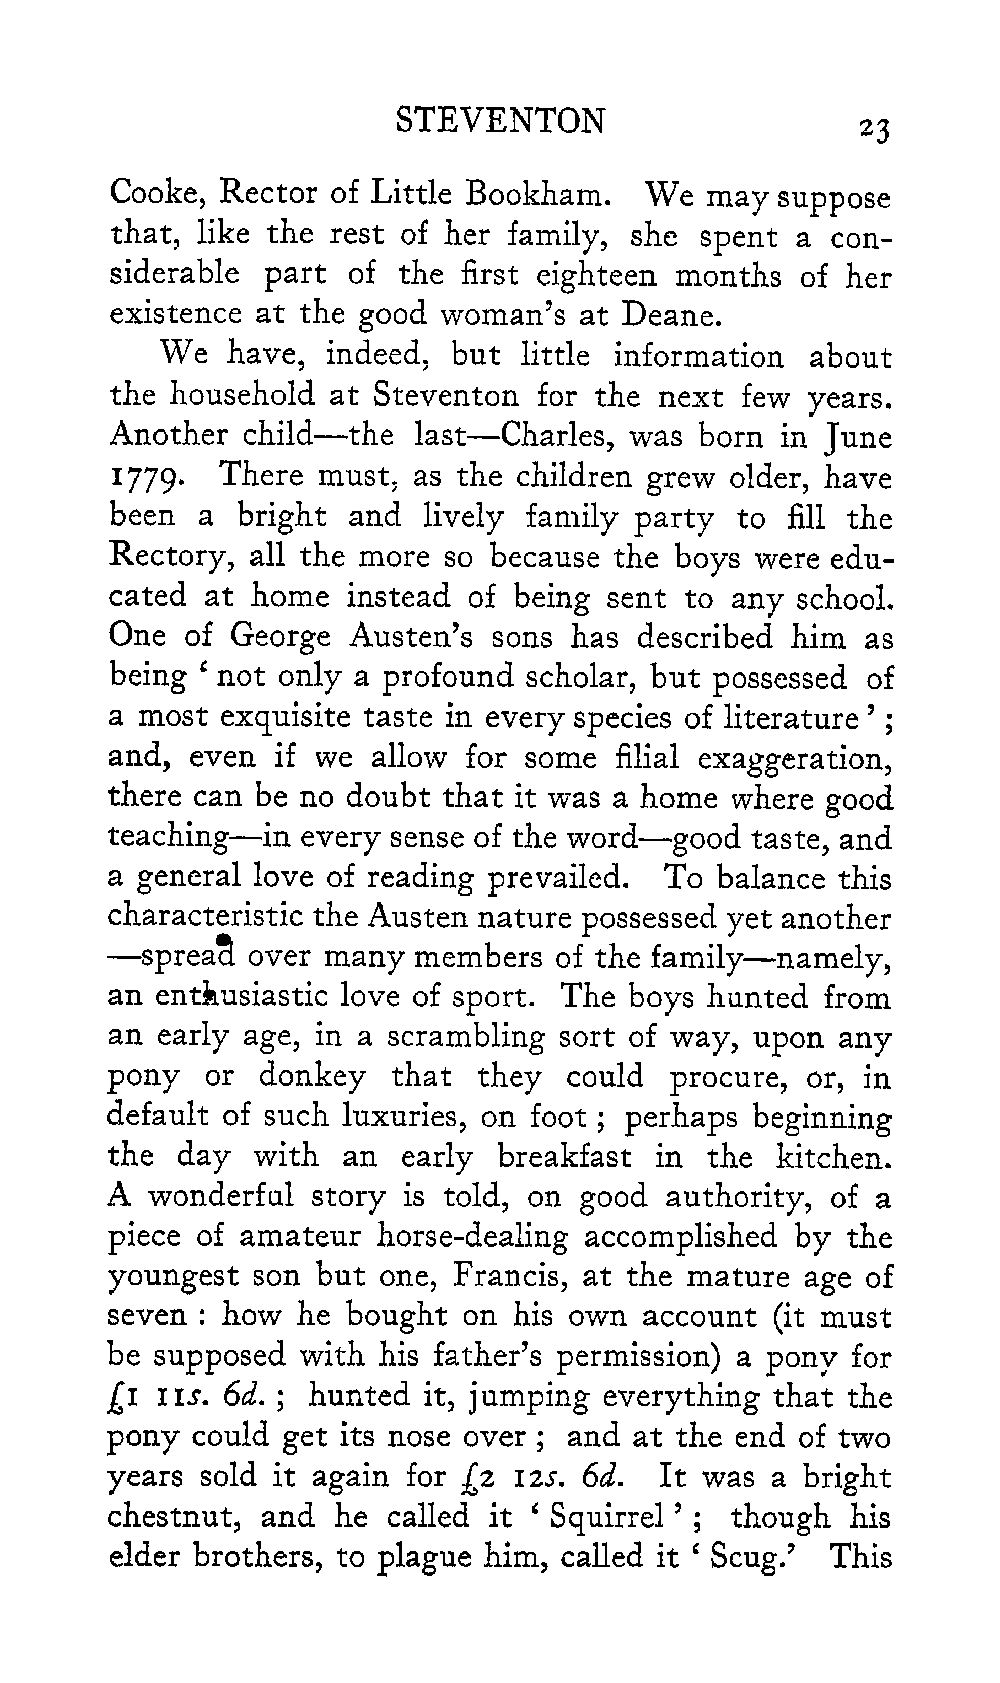 STEVENTON 23
Cooke, Rector of Little Bookham. We may suppose
that, like the rest of her family, she spent a con-
siderable part of the first eighteen months of her
existence at the good woman's at Deane.
We have, indeed, but little information about
the household at Steventon for the next few years.
Another child—the last—Charles, was born in June
1779. There must, as the children grew older, have
been a bright and lively family party to fill the
Rectory, all the more so because the boys were edu-
cated at home instead of being sent to any school.
One of George Austen's sons has described him as
being ‘ not only a profound scholar, but possessed of
a most exquisite taste in every species of literature ’ ;
and, even if we allow for some filial exaggeration,
there can be no doubt that it was a home where good
teaching—in every sense of the word—good taste, and
a general love of reading prevailed. To balance this
characteristic the Austen nature possessed yet another
—spread over many members of the family—namely,
an enthusiastic love of sport. The boys hunted from
an early age, in a scrambling sort of way, upon any
pony or donkey that they could procure, or, in
default of such luxuries, on foot ; perhaps beginning
the day with an early breakfast in the kitchen.
A wonderful story is told, on good authority, of a
piece of amateur horse-dealing accomplished by the
youngest son but one, Francis, at the mature age of
seven : how he bought on his own account (it must
be supposed with his father's permission) a pony for
£1 11s. 6d. ; hunted it, jumping everything that the
pony could get its nose over ; and at the end of two
years sold it again for £2 12s. 6d. It was a bright
chestnut, and he called it ‘ Squirrel ’ ; though his
elder brothers, to plague him, called it ‘ Scug.’ This